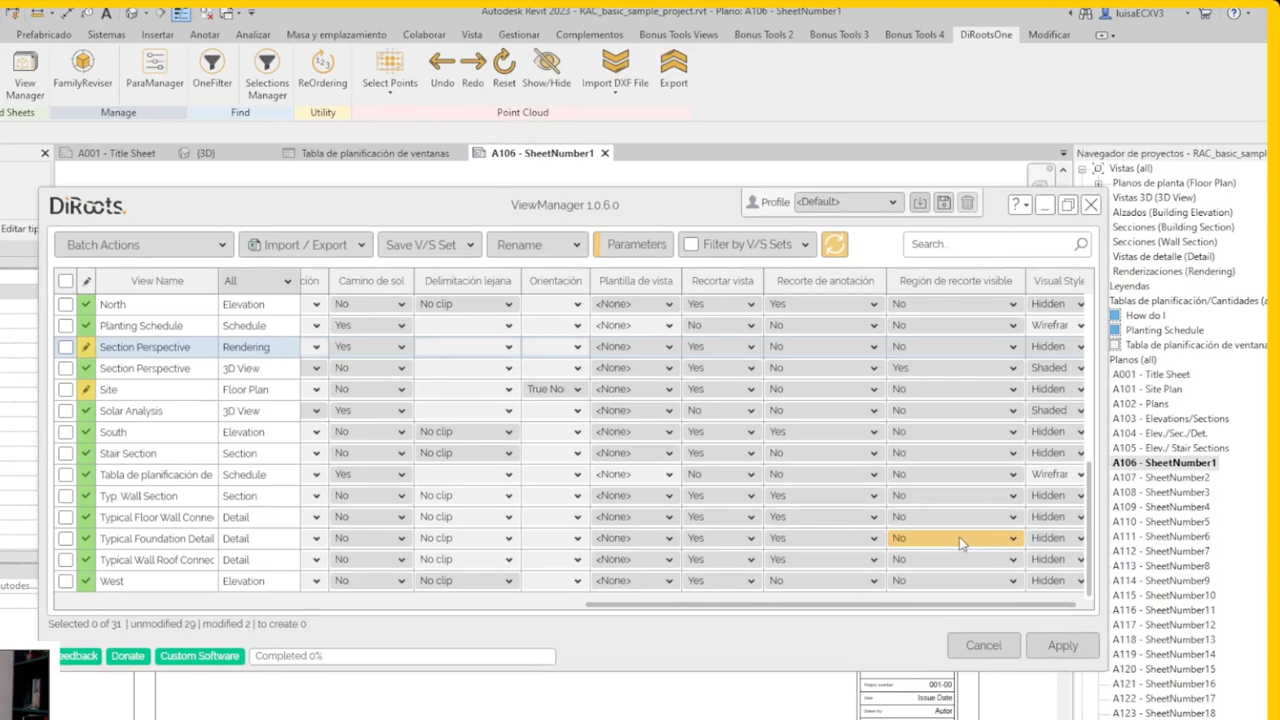 Autodesk Revit 2023 - RAC_basic_sample_project.rvt - Plano: A106 - SheetNumber1
luisaECXV3
Prefabricado Sistemas Insertar Anotar Analizar Masa y emplazamiento Colaborar Vista Gestionar Complementos Bonus Tools Views Bonus Tools 2 Bonus Tools 3 Bonus Tools 4 DiRootsOne Modificar
View Manager FamilyReviser ParaManager OneFilter Selections Manager ReOrdering Select Points Undo Redo Reset Show/Hide Import DXF File Export
d Sheets Manage Find Utility Point Cloud
A001 - Title Sheet {3D} Tabla de planificación de ventanas A106 - SheetNumber1
Navegador de proyectos - RAC_basic_sampl
Vistas (all)
Planos de planta (Floor Plan)
Vistas 3D (3D View)
Alzados (Building Elevation)
Secciones (Building Section)
Secciones (Wall Section)
Vistas de detalle (Detail)
Renderizaciones (Rendering)
Leyendas
Tablas de planificación/Cantidades (a
How do I
Planting Schedule
Tabla de planificación de ventana
Planos (all)
A001 - Title Sheet
A101 - Site Plan
A102 - Plans
A103 - Elevations/Sections
A104 - Elev./Sec./Det.
A105 - Elev./ Stair Sections
A106 - SheetNumber1
A107 - SheetNumber2
A108 - SheetNumber3
A109 - SheetNumber4
A110 - SheetNumber5
A111 - SheetNumber6
A112 - SheetNumber7
A113 - SheetNumber8
A114 - SheetNumber9
A115 - SheetNumber10
A116 - SheetNumber11
A117 - SheetNumber12
A118 - SheetNumber13
A119 - SheetNumber14
A120 - SheetNumber15
A121 - SheetNumber16
A122 - SheetNumber17
A123 - SheetNumber18
Editar tip
utodes...
DiRoots. ViewManager 1.0.6.0 Profile <Default> ?
Batch Actions Import / Export Save V/S Set Rename Parameters Filter by V/S Sets Search...
View Name All ción Camino de sol Delimitación lejana Orientación Plantilla de vista Recortar vista Recorte de anotación Región de recorte visible Visual Style
North Elevation No No clip <None> Yes Yes No Hidden
Planting Schedule Schedule Yes <None> No No No Wirefrar
Section Perspective Rendering Yes <None> Yes No No Hidden
Section Perspective 3D View No <None> Yes No Yes Shaded
Site Floor Plan No True No <None> No No No Hidden
Solar Analysis 3D View Yes <None> No No No Shaded
South Elevation No No clip <None> Yes Yes No Hidden
Stair Section Section No No clip <None> Yes Yes No Hidden
Tabla de planificación de Schedule Yes <None> No No No Wirefrar
Typ. Wall Section Section No No clip <None> Yes Yes No Hidden
Typical Floor Wall Connec Detail No No clip <None> Yes Yes No Hidden
Typical Foundation Detail Detail No No clip <None> Yes Yes No Hidden
Typical Wall Roof Connec Detail No No clip <None> Yes Yes No Hidden
West Elevation No No clip <None> Yes No No Hidden
Selected 0 of 31 | unmodified 29 | modified 2 | to create 0
Cancel Apply
eedback Donate Custom Software Completed 0%
Project number 001-00
Date Issue Date
Drawn by Autor